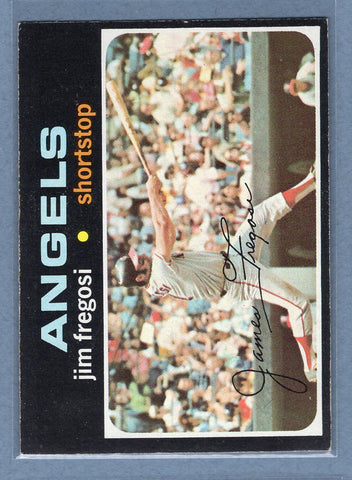 ANGELS
jim fregosi • shortstop
James Fregosi